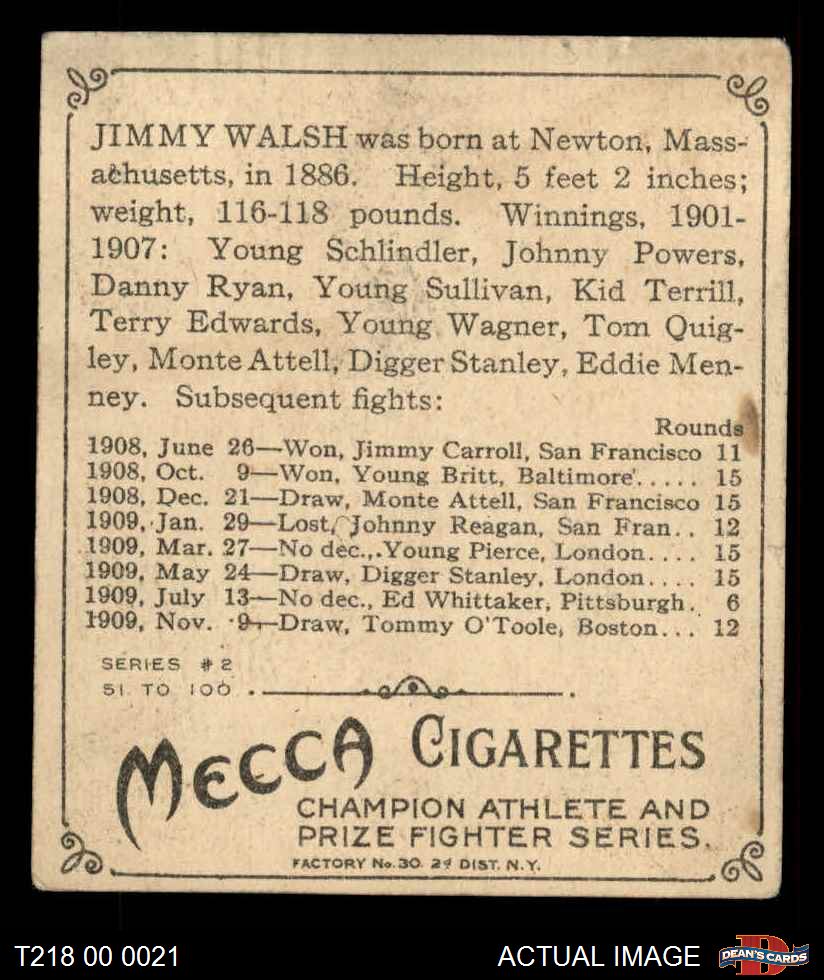 JIMMY WALSH was born at Newton, Mass-
achusetts, in 1886. Height, 5 feet 2 inches;
weight, 116-118 pounds. Winnings, 1901-
1907: Young Schlindler, Johnny Powers,
Danny Ryan, Young Sullivan, Kid Terrill,
Terry Edwards, Young Wagner, Tom Quig-
ley, Monte Attell, Digger Stanley, Eddie Men-
ney. Subsequent fights:
Rounds
1908, June 26—Won, Jimmy Carroll, San Francisco 11
1908, Oct. 9—Won, Young Britt, Baltimore..... 15
1908, Dec. 21—Draw, Monte Attell, San Francisco 15
1909, Jan. 29—Lost, Johnny Reagan, San Fran.. 12
1909, Mar. 27—No dec., Young Pierce, London.... 15
1909, May 24—Draw, Digger Stanley, London.... 15
1909, July 13—No dec., Ed Whittaker, Pittsburgh. 6
1909, Nov. 9—Draw, Tommy O'Toole, Boston... 12
SERIES #2
51 TO 100
MECCA CIGARETTES
CHAMPION ATHLETE AND
PRIZE FIGHTER SERIES.
FACTORY No. 30. 2d DIST. N.Y.
T218 00 0021 ACTUAL IMAGE DEAN'S CARDS